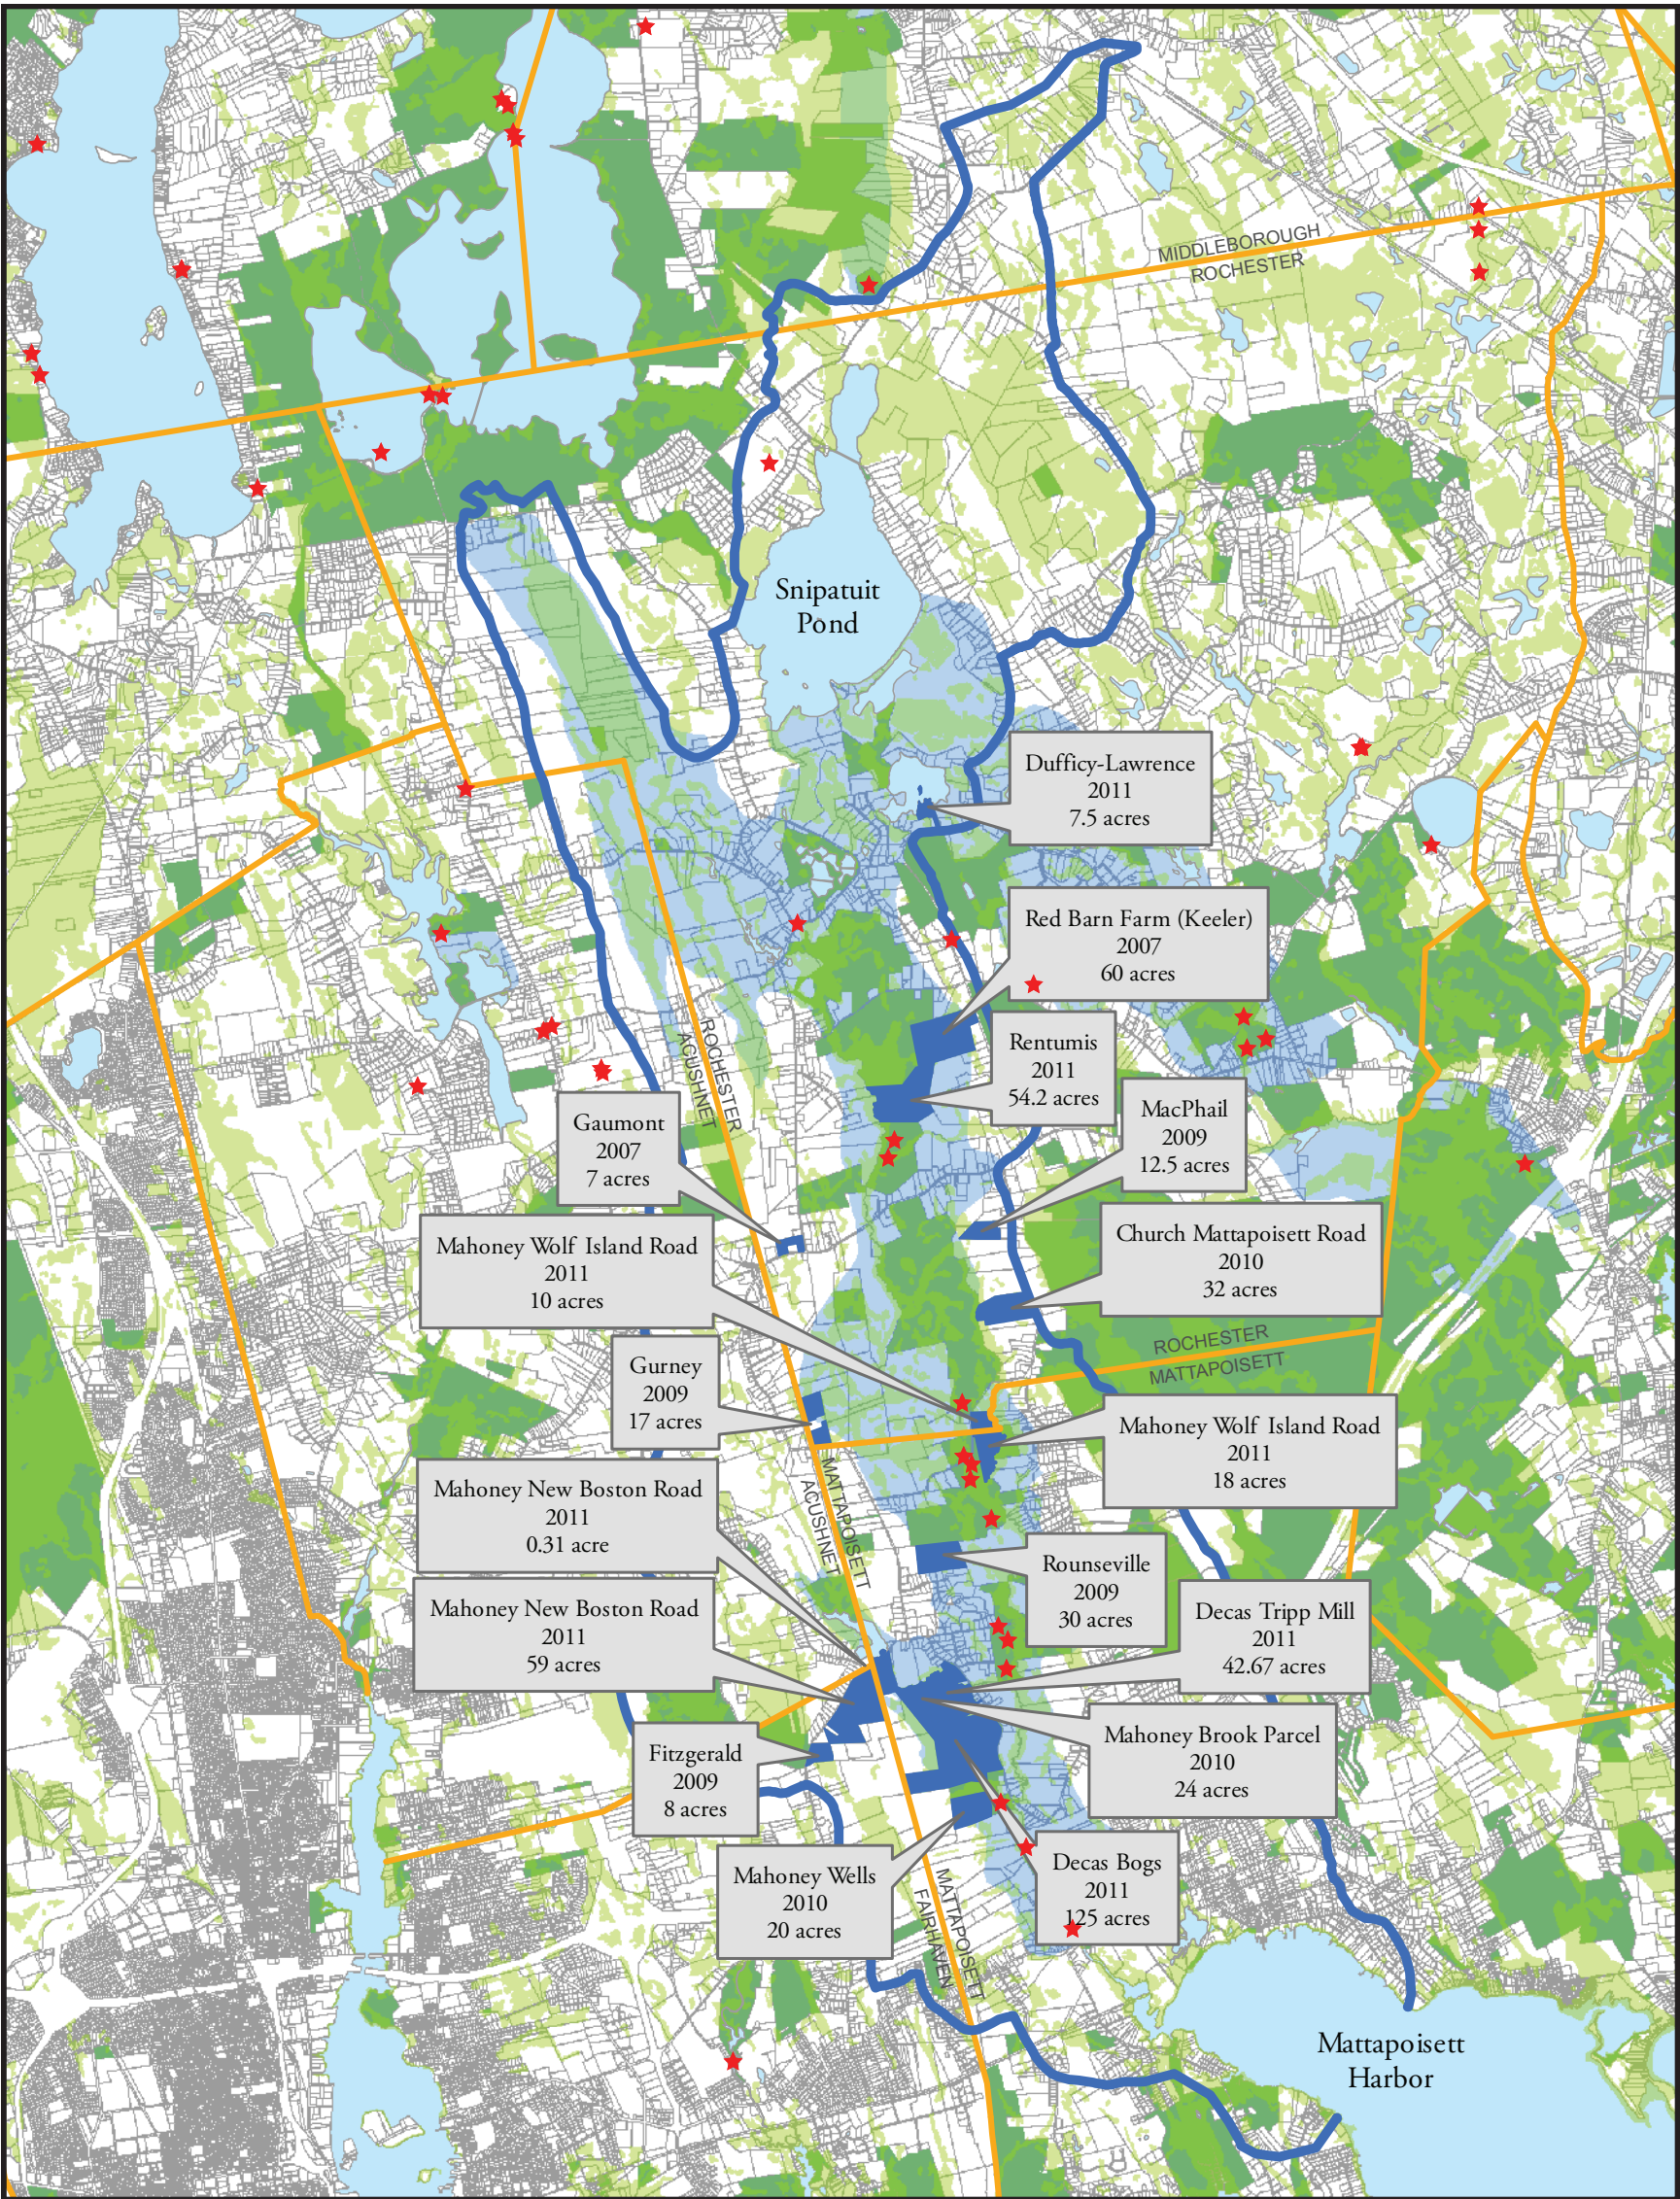 MIDDLEBOROUGH
ROCHESTER
Snipatuit
Pond
Dufficy-Lawrence
2011
7.5 acres
Red Barn Farm (Keeler)
2007
60 acres
ROCHESTER
ACUSHNET
Rentumis
2011
54.2 acres
Gaumont
2007
7 acres
MacPhail
2009
12.5 acres
Mahoney Wolf Island Road
2011
10 acres
Church Mattapoisett Road
2010
32 acres
ROCHESTER
MATTAPOISETT
Gurney
2009
17 acres
Mahoney Wolf Island Road
2011
18 acres
MATTAPOISETT
ACUSHNET
Mahoney New Boston Road
2011
0.31 acre
Rounseville
2009
30 acres
Mahoney New Boston Road
2011
59 acres
Decas Tripp Mill
2011
42.67 acres
Fitzgerald
2009
8 acres
Mahoney Brook Parcel
2010
24 acres
Mahoney Wells
2010
20 acres
Decas Bogs
2011
125 acres
MATTAPOISETT
FAIRHAVEN
Mattapoisett
Harbor